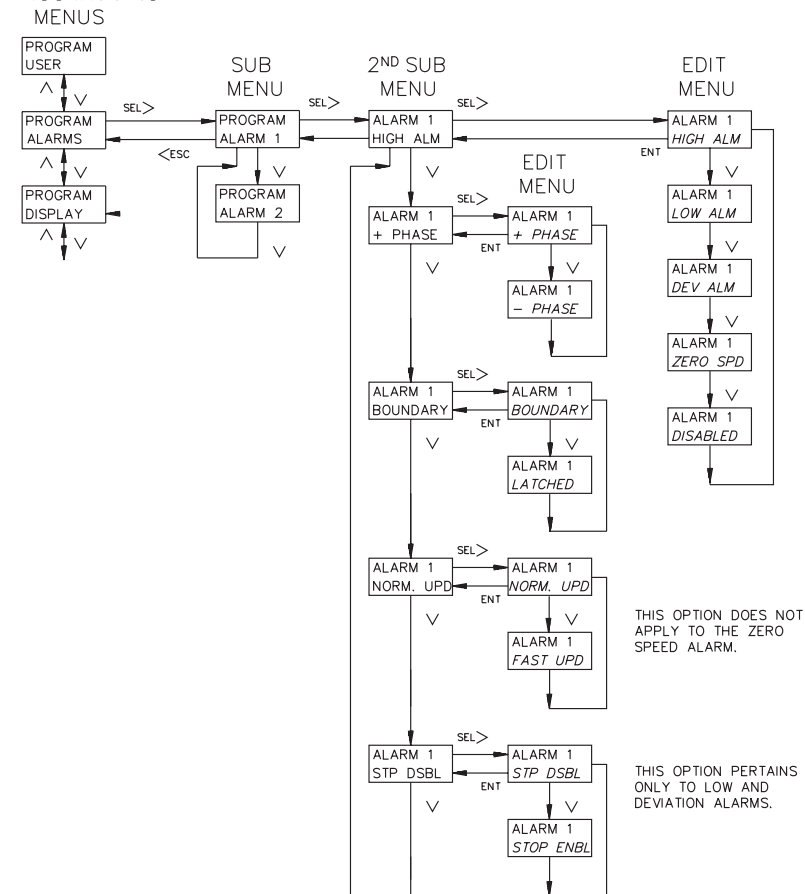 MENUS
PROGRAM
USER
∧
∨
PROGRAM
ALARMS
SEL>
<ESC
∧
∨
PROGRAM
DISPLAY
∧
∨
SUB
MENU
PROGRAM
ALARM 1
∨
PROGRAM
ALARM 2
∨
SEL>
2ND SUB
MENU
ALARM 1
HIGH ALM
SEL>
ENT
∨
EDIT
MENU
ALARM 1
+ PHASE
SEL>
ENT
∨
ALARM 1
+ PHASE
∨
ALARM 1
- PHASE
ALARM 1
BOUNDARY
SEL>
ENT
∨
ALARM 1
BOUNDARY
∨
ALARM 1
LATCHED
ALARM 1
NORM. UPD
SEL>
ENT
∨
ALARM 1
NORM. UPD
∨
ALARM 1
FAST UPD
THIS OPTION DOES NOT
APPLY TO THE ZERO
SPEED ALARM.
ALARM 1
STP DSBL
SEL>
ENT
∨
ALARM 1
STP DSBL
∨
ALARM 1
STOP ENBL
THIS OPTION PERTAINS
ONLY TO LOW AND
DEVIATION ALARMS.
EDIT
MENU
ALARM 1
HIGH ALM
∨
ALARM 1
LOW ALM
∨
ALARM 1
DEV ALM
∨
ALARM 1
ZERO SPD
∨
ALARM 1
DISABLED